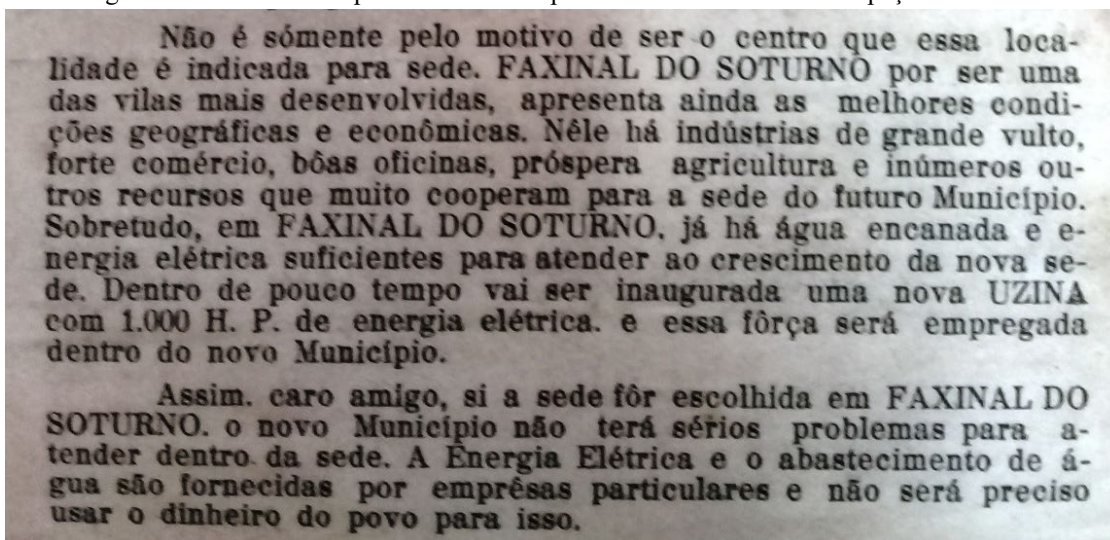 Não é sómente pelo motivo de ser o centro que essa loca-
lidade é indicada para sede. FAXINAL DO SOTURNO por ser uma
das vilas mais desenvolvidas, apresenta ainda as melhores condi-
ções geográficas e econômicas. Nêle há indústrias de grande vulto,
forte comércio, bôas oficinas, próspera agricultura e inúmeros ou-
tros recursos que muito cooperam para a sede do futuro Município.
Sobretudo, em FAXINAL DO SOTURNO, já há água encanada e e-
nergia elétrica suficientes para atender ao crescimento da nova se-
de. Dentro de pouco tempo vai ser inaugurada uma nova UZINA
com 1.000 H. P. de energia elétrica. e essa fôrça será empregada
dentro do novo Município.
Assim. caro amigo, si a sede fôr escolhida em FAXINAL DO
SOTURNO. o novo Município não terá sérios problemas para a-
tender dentro da sede. A Energia Elétrica e o abastecimento de á-
gua são fornecidas por emprêsas particulares e não será preciso
usar o dinheiro do povo para isso.